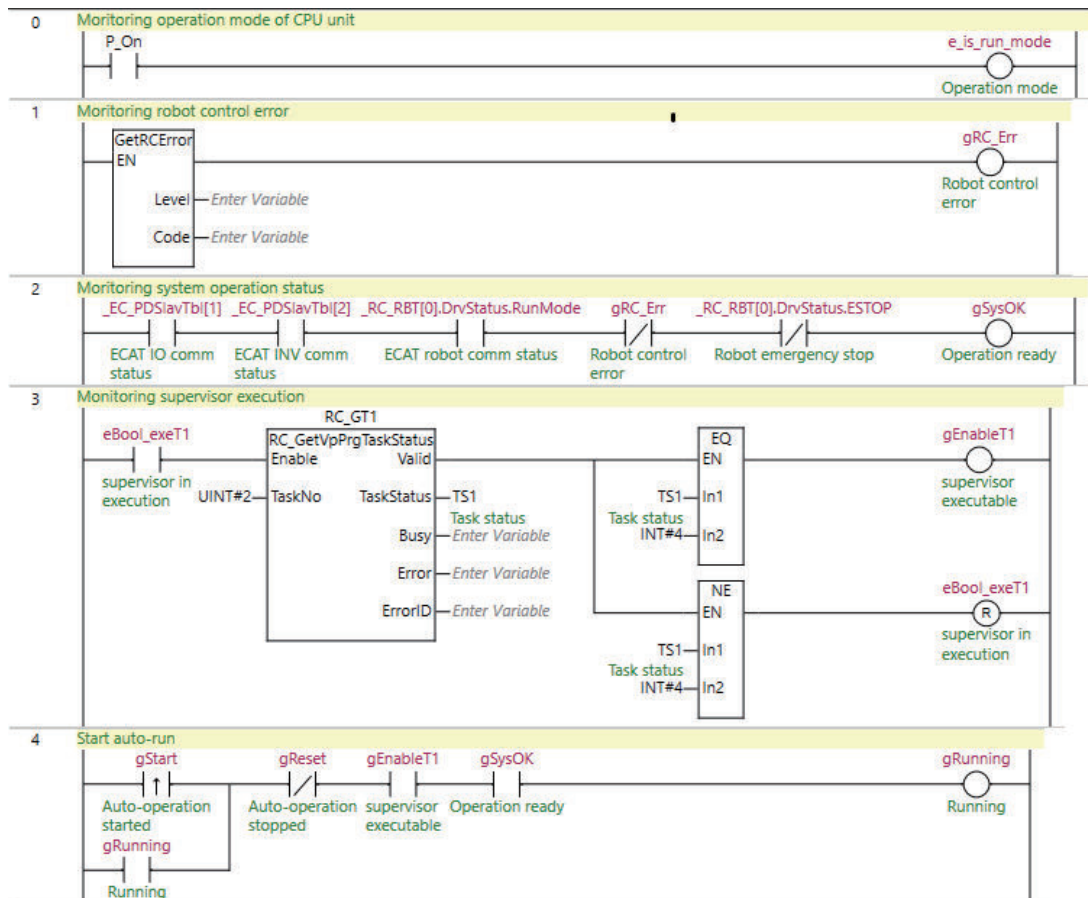 0 Moritoring operation mode of CPU unit
P_On e_is_run_mode
Operation mode
1 Moritoring robot control error
GetRCError gRC_Err
EN
Robot control
error
Level Enter Variable
Code Enter Variable
2 Moritoring system operation status
_EC_PDSlavTbl[1] _EC_PDSlavTbl[2] _RC_RBT[0].DrvStatus.RunMode gRC_Err _RC_RBT[0].DrvStatus.ESTOP gSysOK
ECAT IO comm ECAT INV comm ECAT robot comm status Robot control Robot emergency stop Operation ready
status status error
3 Monitoring supervisor execution
RC_GT1
eBool_exeT1 RC_GetVpPrgTaskStatus EQ gEnableT1
Enable Valid EN
supervisor in supervisor
execution UINT#2 TaskNo TaskStatus TS1 TS1 In1 executable
Task status Task status
Busy Enter Variable INT#4 In2
Error Enter Variable NE eBool_exeT1
ErrorID Enter Variable EN R
supervisor in
TS1 In1 execution
Task status
INT#4 In2
4 Start auto-run
gStart gReset gEnableT1 gSysOK gRunning
Auto-operation Auto-operation supervisor Operation ready Running
started stopped executable
gRunning
Running